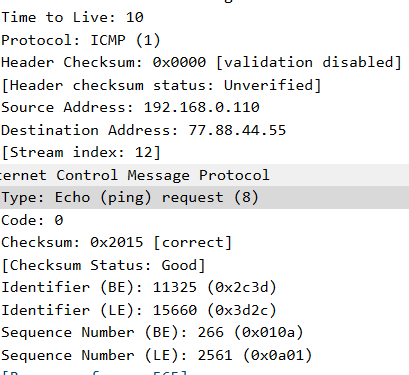 Time to Live: 10
Protocol: ICMP (1)
Header Checksum: 0x0000 [validation disabled]
[Header checksum status: Unverified]
Source Address: 192.168.0.110
Destination Address: 77.88.44.55
[Stream index: 12]
ternet Control Message Protocol
Type: Echo (ping) request (8)
Code: 0
Checksum: 0x2015 [correct]
[Checksum Status: Good]
Identifier (BE): 11325 (0x2c3d)
Identifier (LE): 15660 (0x3d2c)
Sequence Number (BE): 266 (0x010a)
Sequence Number (LE): 2561 (0x0a01)